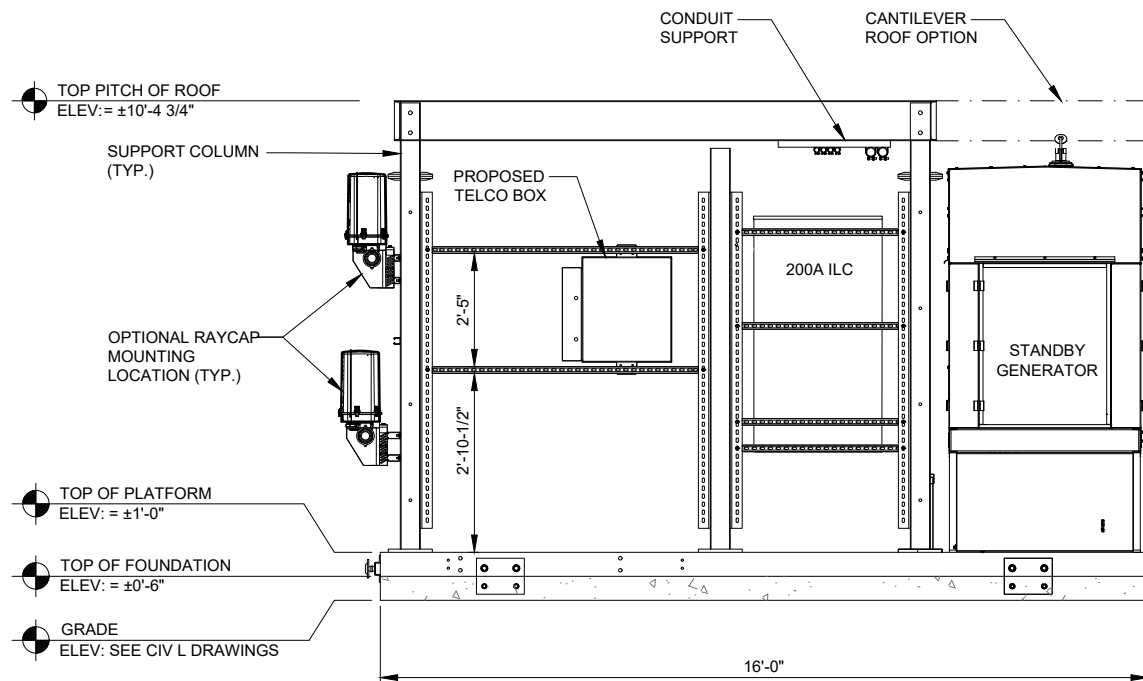 CONDUIT
SUPPORT
CANTILEVER
ROOF OPTION
TOP PITCH OF ROOF
ELEV:= ±10'-4 3/4"
SUPPORT COLUMN
(TYP.)
PROPOSED
TELCO BOX
200A ILC
2'-5"
OPTIONAL RAYCAP
MOUNTING
LOCATION (TYP.)
STANDBY
GENERATOR
2'-10-1/2"
TOP OF PLATFORM
ELEV: = ±1'-0"
TOP OF FOUNDATION
ELEV: = ±0'-6"
GRADE
ELEV: SEE CIV L DRAWINGS
16'-0"